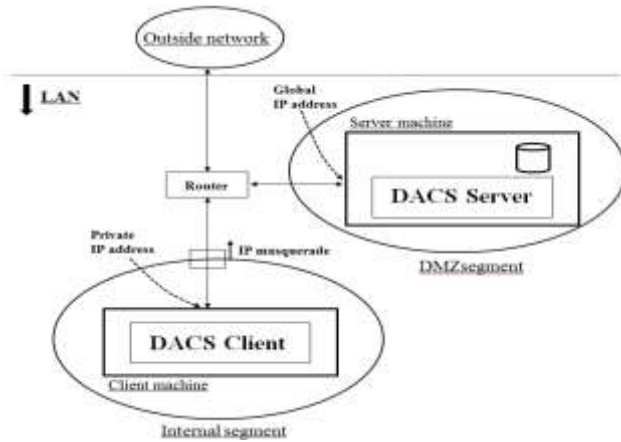 Outside network
LAN
Global
IP address
Server machine
Router
DACS Server
Private
IP address
IP masquerade
DMZsegment
DACS Client
Client machine
Internal segment